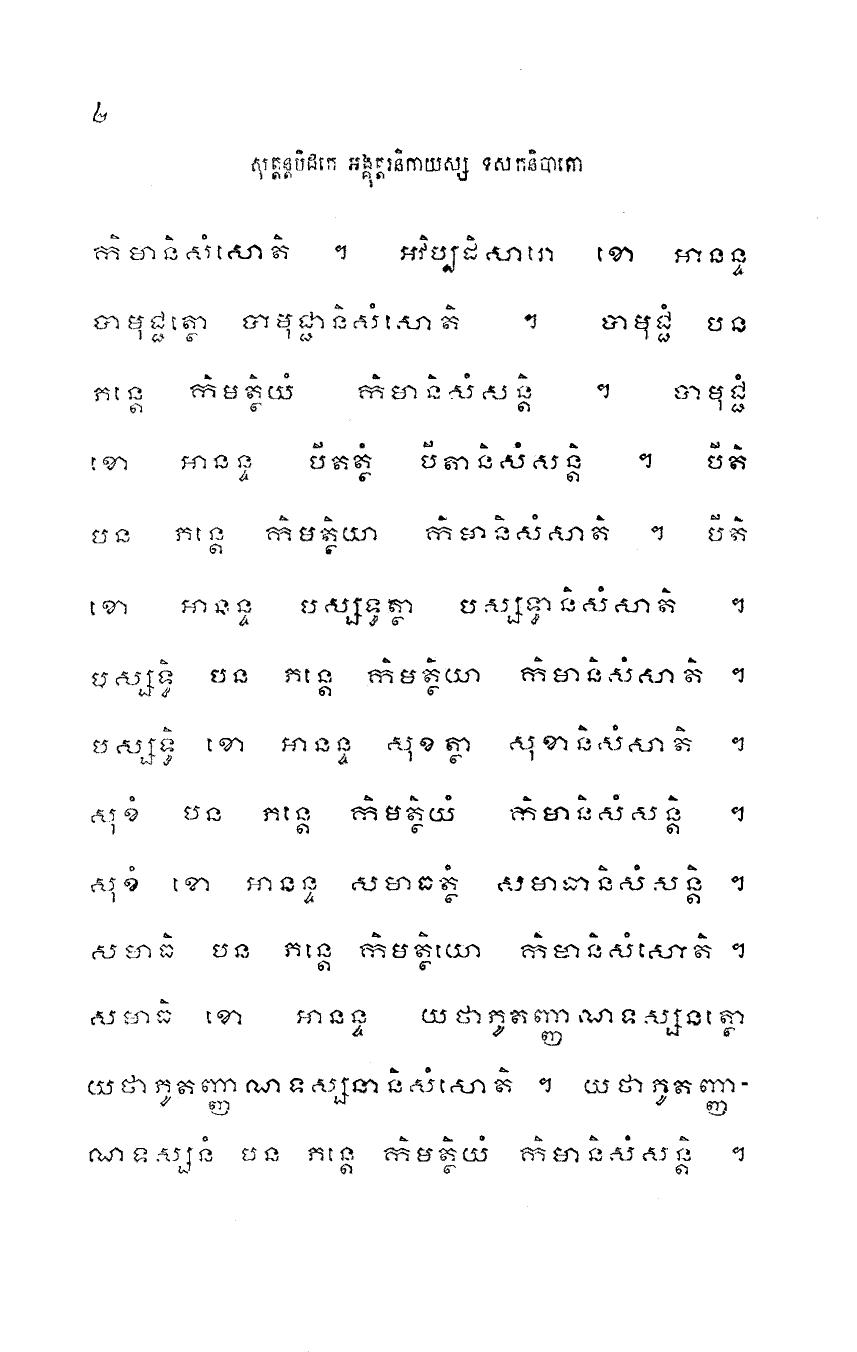 ២
សុត្តន្តបិដកេ អង្គុត្តរនិកាយស្ស ទសកនិបាតោ
កិមានិសំសោតិ ។ អវិប្បដិសារោ ខោ អានន្ទ
បាមុជ្ជត្ថោ បាមុជ្ជានិសំសោតិ ។ បាមុជ្ជំ បន
ភន្តេ កិមត្ថិយំ កិមានិសំសន្តិ ។ បាមុជ្ជំ
ខោ អានន្ទ បីតត្ថំ បីតានិសំសន្តិ ។ បីតិ
បន ភន្តេ កិមត្ថិយា កិមានិសំសាតិ ។ បីតិ
ខោ អានន្ទ បស្សទ្ធត្ថា បស្សទ្ធានិសំសាតិ ។
បស្សទ្ធិ បន ភន្តេ កិមត្ថិយា កិមានិសំសាតិ ។
បស្សទ្ធិ ខោ អានន្ទ សុខត្ថា សុខានិសំសាតិ ។
សុខំ បន ភន្តេ កិមត្ថិយំ កិមានិសំសន្តិ ។
សុខំ ខោ អានន្ទ សមាធត្ថំ សមាធានិសំសន្តិ ។
សមាធិ បន ភន្តេ កិមត្ថិយោ កិមានិសំសោតិ ។
សមាធិ ខោ អានន្ទ យថាភូតញ្ញាណទស្សនត្ថោ
យថាភូតញ្ញាណទស្សនានិសំសោតិ ។ យថាភូតញ្ញា-
ណទស្សនំ បន ភន្តេ កិមត្ថិយំ កិមានិសំសន្តិ ។